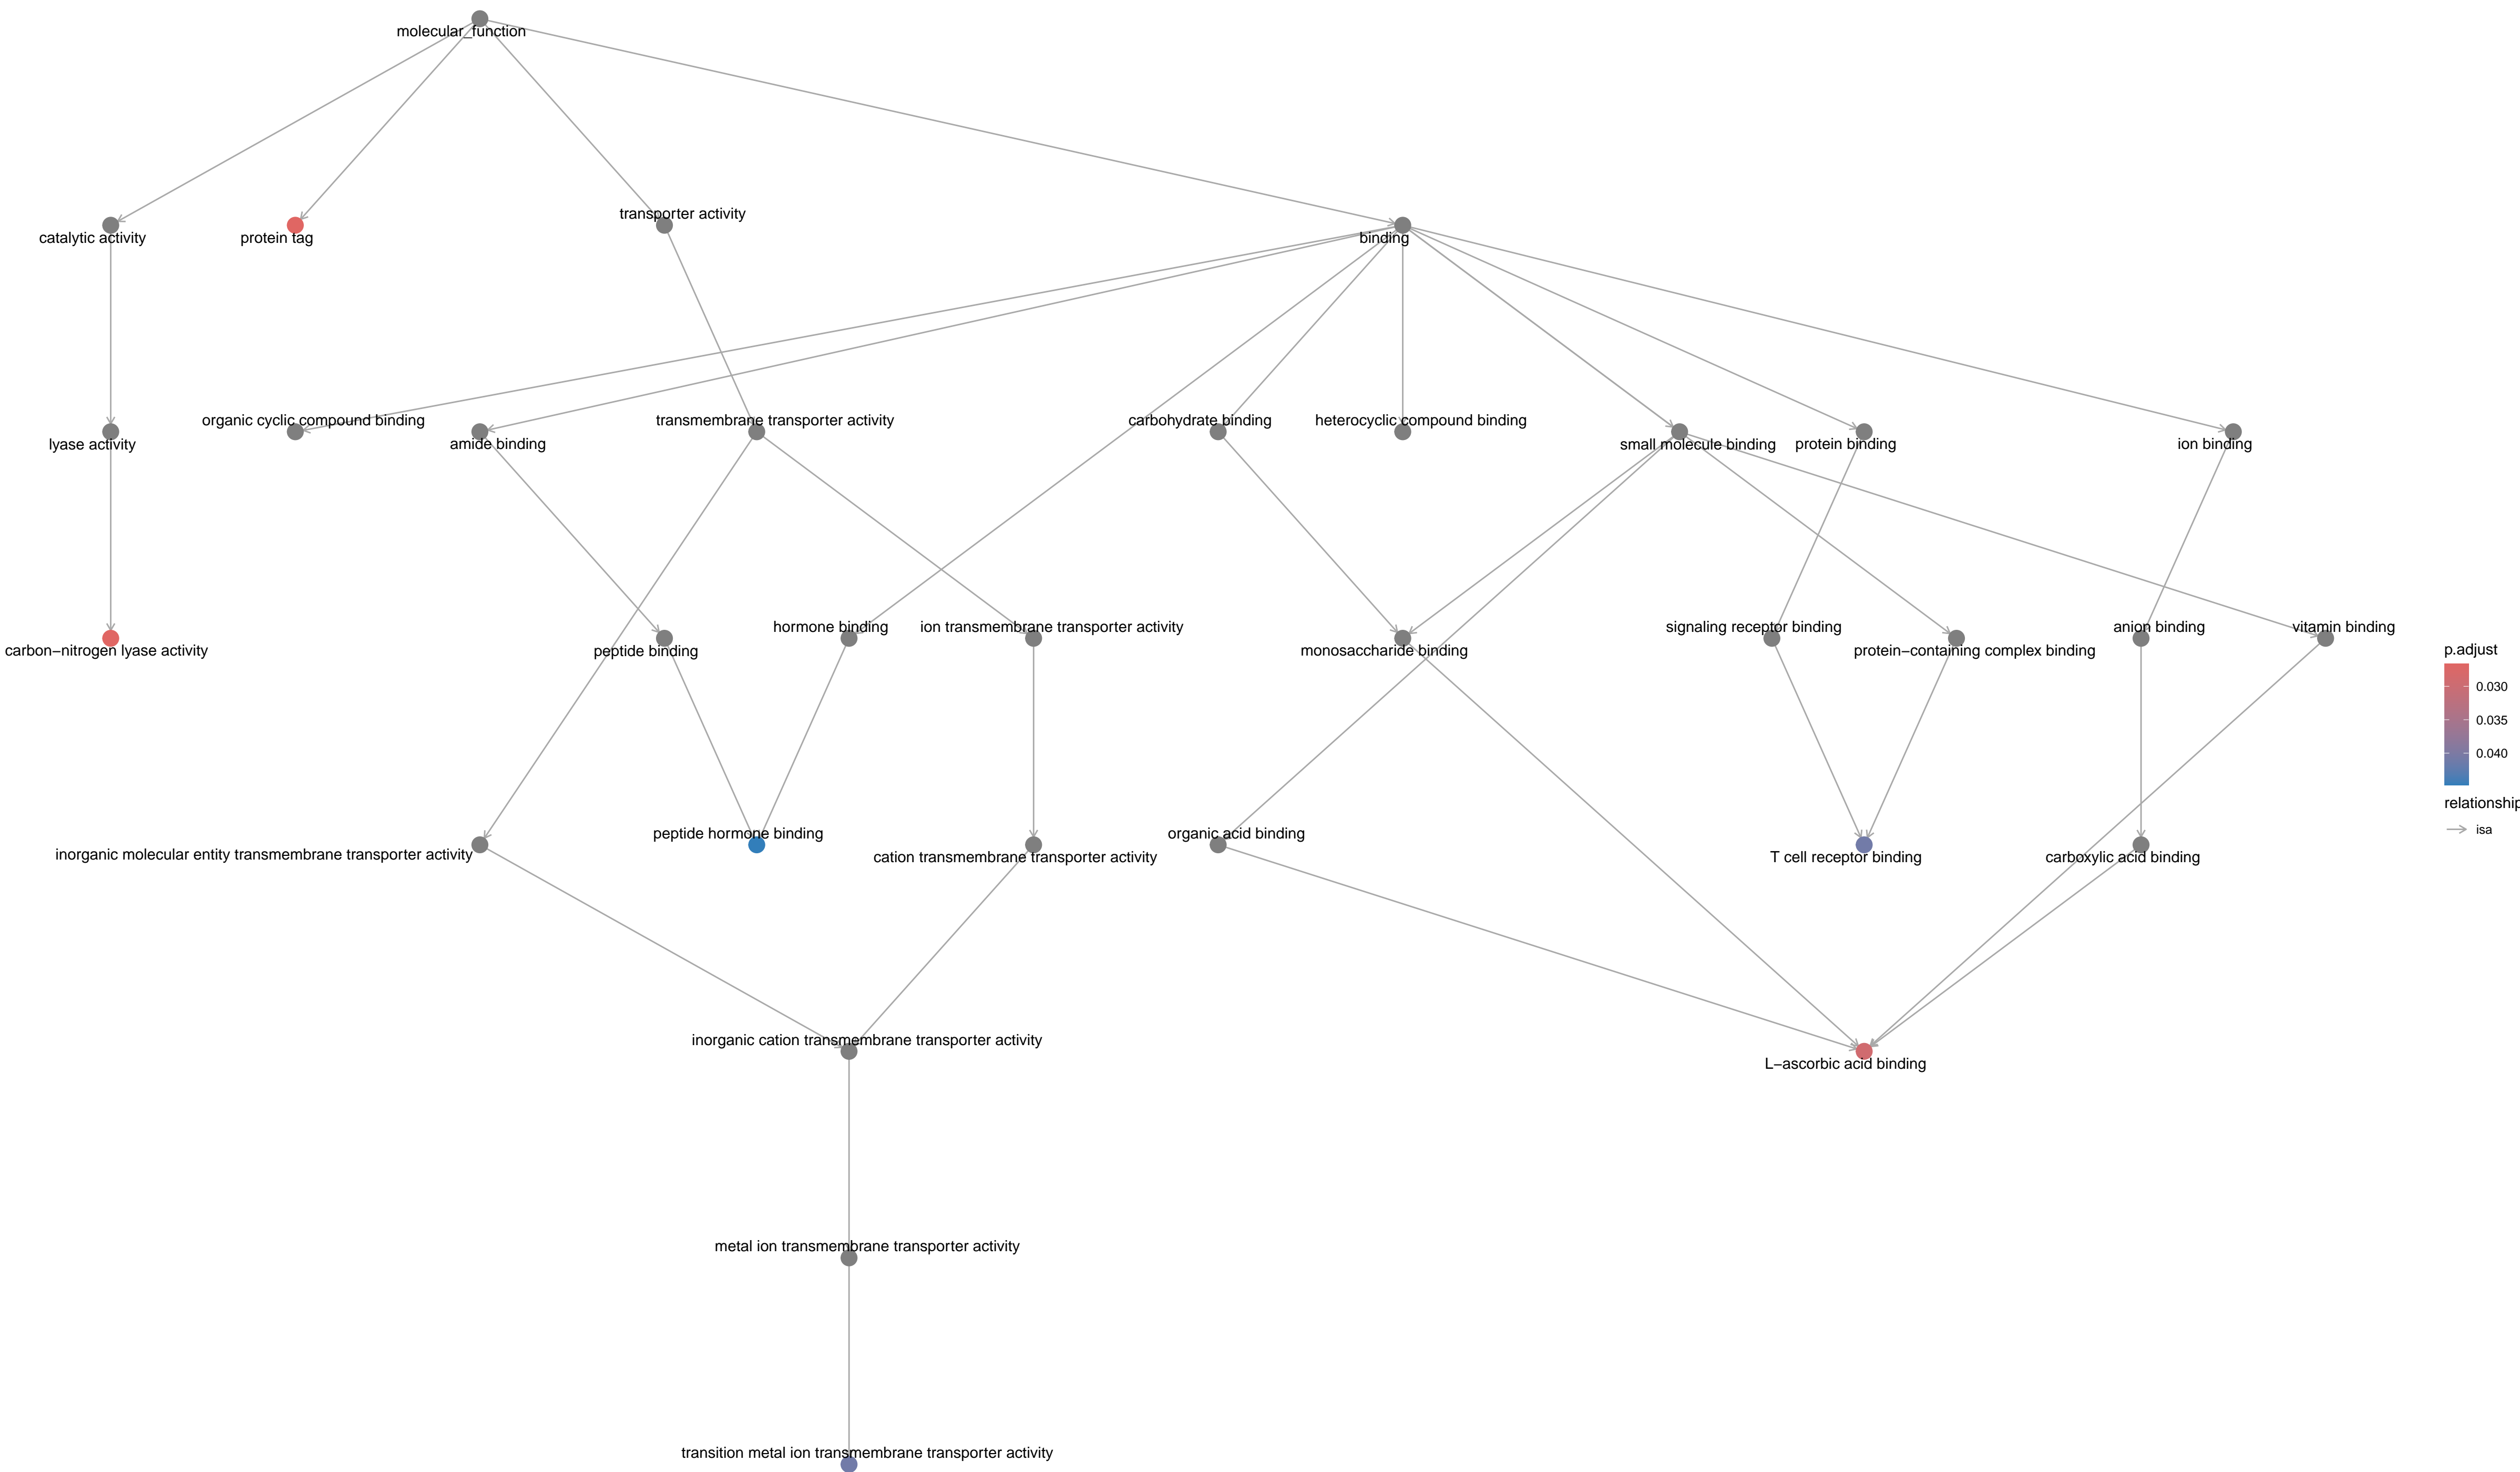 molecular_function
transporter activity
catalytic activity
protein tag
binding
organic cyclic compound binding
transmembrane transporter activity
carbohydrate binding
heterocyclic compound binding
lyase activity
amide binding
small molecule binding
protein binding
ion binding
hormone binding
ion transmembrane transporter activity
signaling receptor binding
anion binding
vitamin binding
carbon−nitrogen lyase activity
peptide binding
monosaccharide binding
protein−containing complex binding
p.adjust
0.030
0.035
0.040
relationship
isa
peptide hormone binding
organic acid binding
inorganic molecular entity transmembrane transporter activity
cation transmembrane transporter activity
T cell receptor binding
carboxylic acid binding
inorganic cation transmembrane transporter activity
L−ascorbic acid binding
metal ion transmembrane transporter activity
transition metal ion transmembrane transporter activity